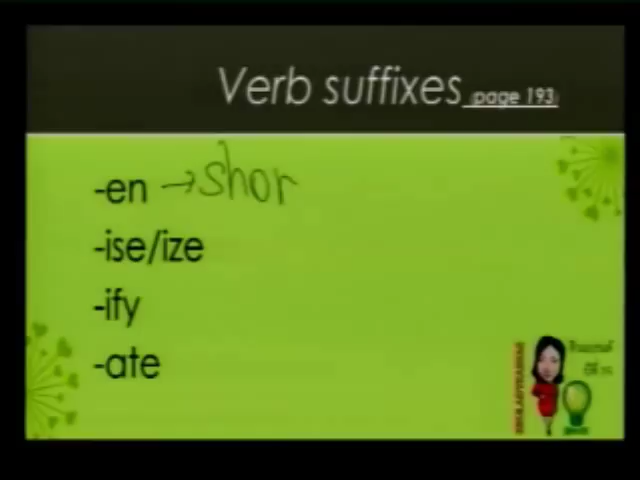 Verb suffixes (page 193)
-en → shor
-ise/ize
-ify
-ate